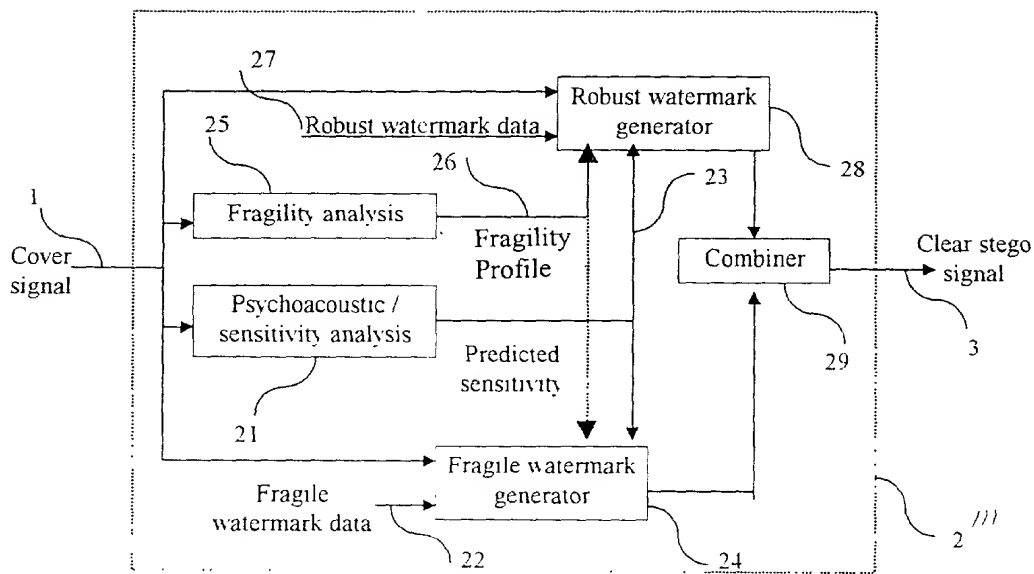 27
Robust watermark
generator
Robust watermark data
28
25
26
23
1
Fragility analysis
Fragility
Profile
Cover
signal
Combiner
Clear stego
signal
Psychoacoustic /
sensitivity analysis
Predicted
sensitivity
29
3
21
Fragile watermark
generator
Fragile
watermark data
22
24
2 ///